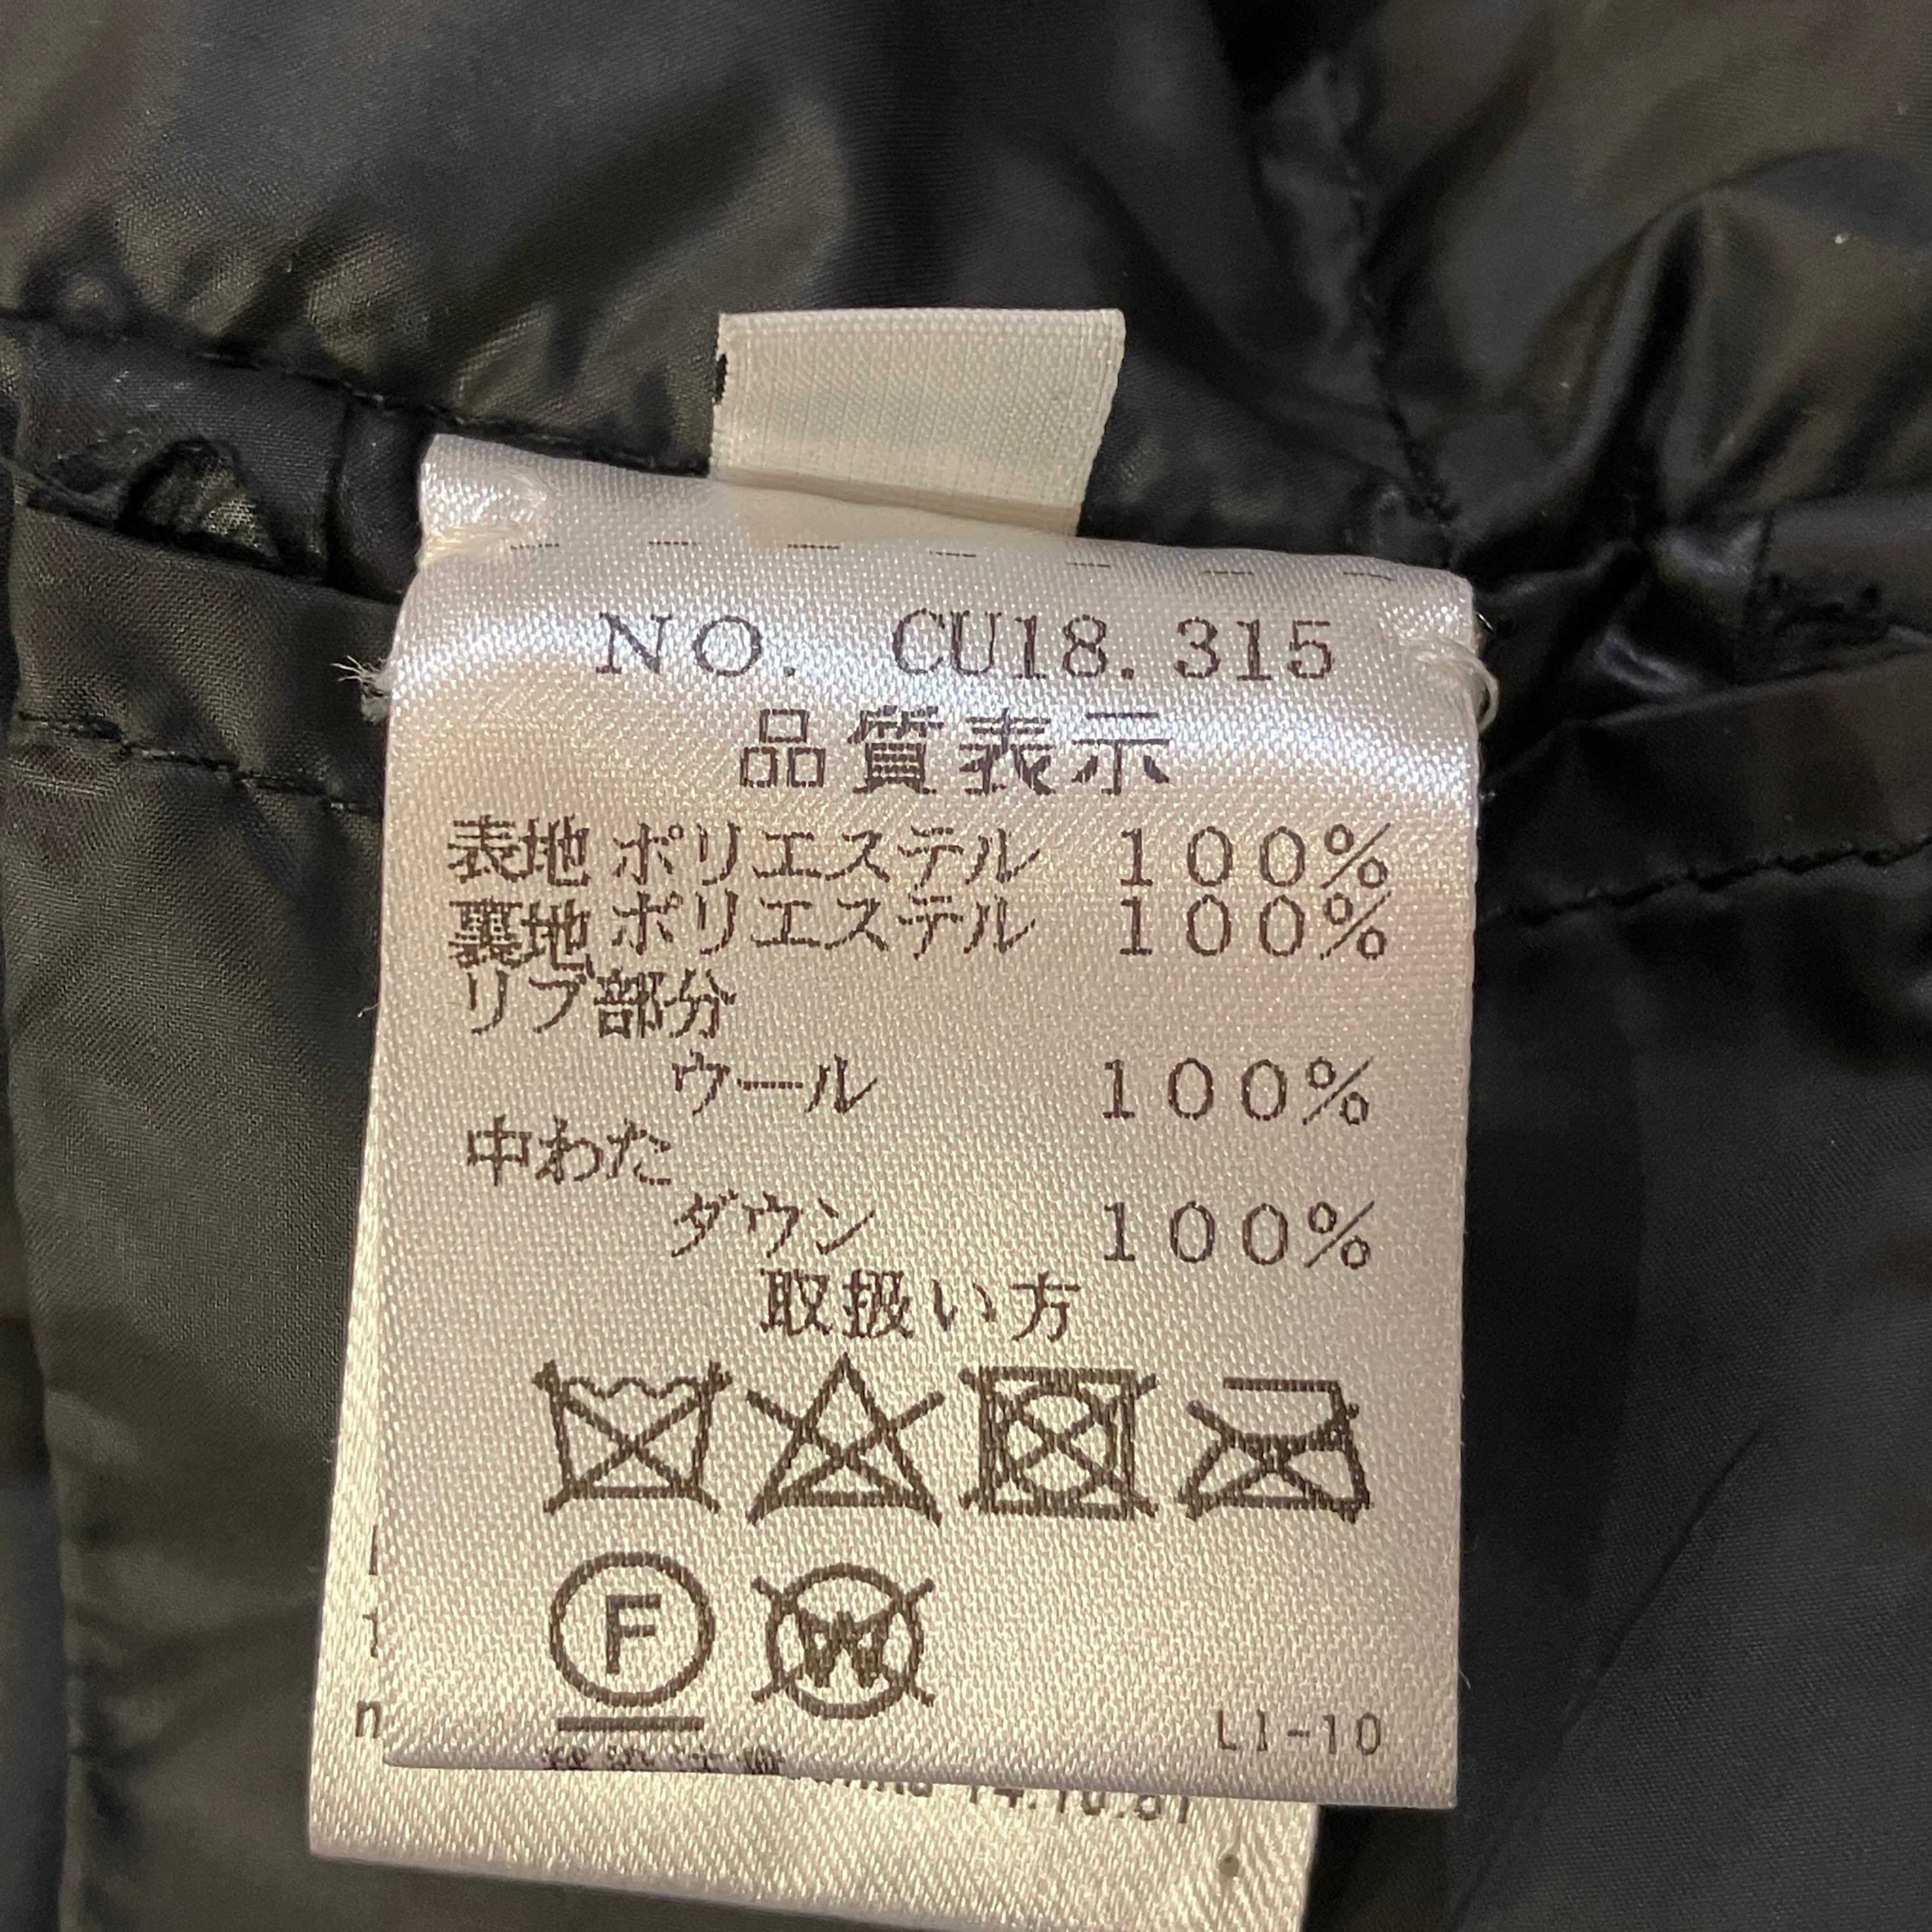 NO. CU18.315
品質表示
表地 ポリエステル 100%
裏地 ポリエステル 100%
リブ部分
ウール 100%
中わた
ダウン 100%
取扱い方
F W
LI-10